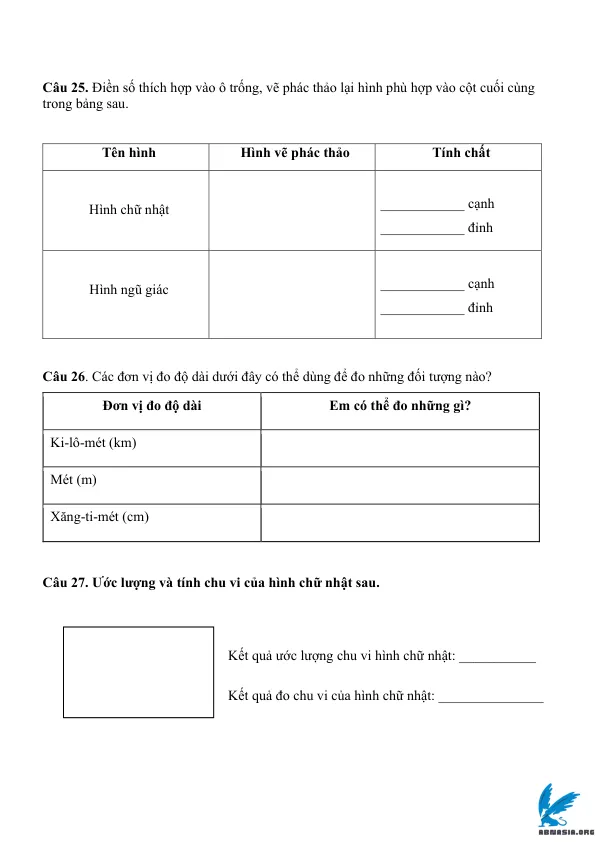 Câu 25. Điền số thích hợp vào ô trống, vẽ phác thảo lại hình phù hợp vào cột cuối cùng
trong bảng sau.
Tên hình Hình vẽ phác thảo Tính chất
Hình chữ nhật
____________ cạnh
____________ đỉnh
Hình ngũ giác
____________ cạnh
____________ đỉnh
Câu 26. Các đơn vị đo độ dài dưới đây có thể dùng để đo những đối tượng nào?
Đơn vị đo độ dài Em có thể đo những gì?
Ki-lô-mét (km)
Mét (m)
Xăng-ti-mét (cm)
Câu 27. Ước lượng và tính chu vi của hình chữ nhật sau.
Kết quả ước lượng chu vi hình chữ nhật: ___________
Kết quả đo chu vi của hình chữ nhật: _______________
ABNASIA.ORG